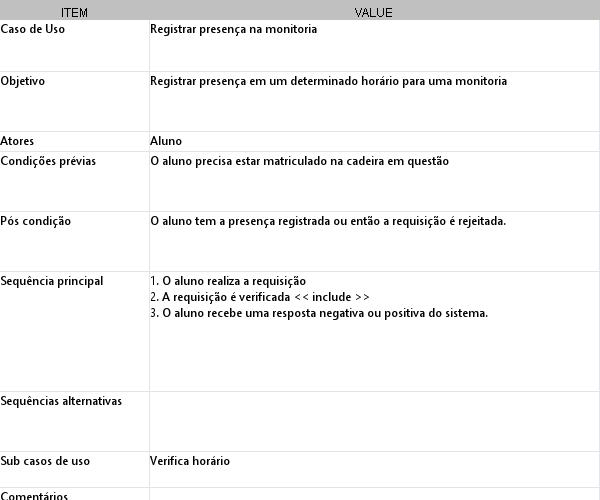 ITEM VALUE
Caso de Uso Registrar presença na monitoria
Objetivo Registrar presença em um determinado horário para uma monitoria
Atores Aluno
Condições prévias O aluno precisa estar matriculado na cadeira em questão
Pós condição O aluno tem a presença registrada ou então a requisição é rejeitada.
Sequência principal 1. O aluno realiza a requisição
2. A requisição é verificada << include >>
3. O aluno recebe uma resposta negativa ou positiva do sistema.
Sequências alternativas
Sub casos de uso Verifica horário
Comentários